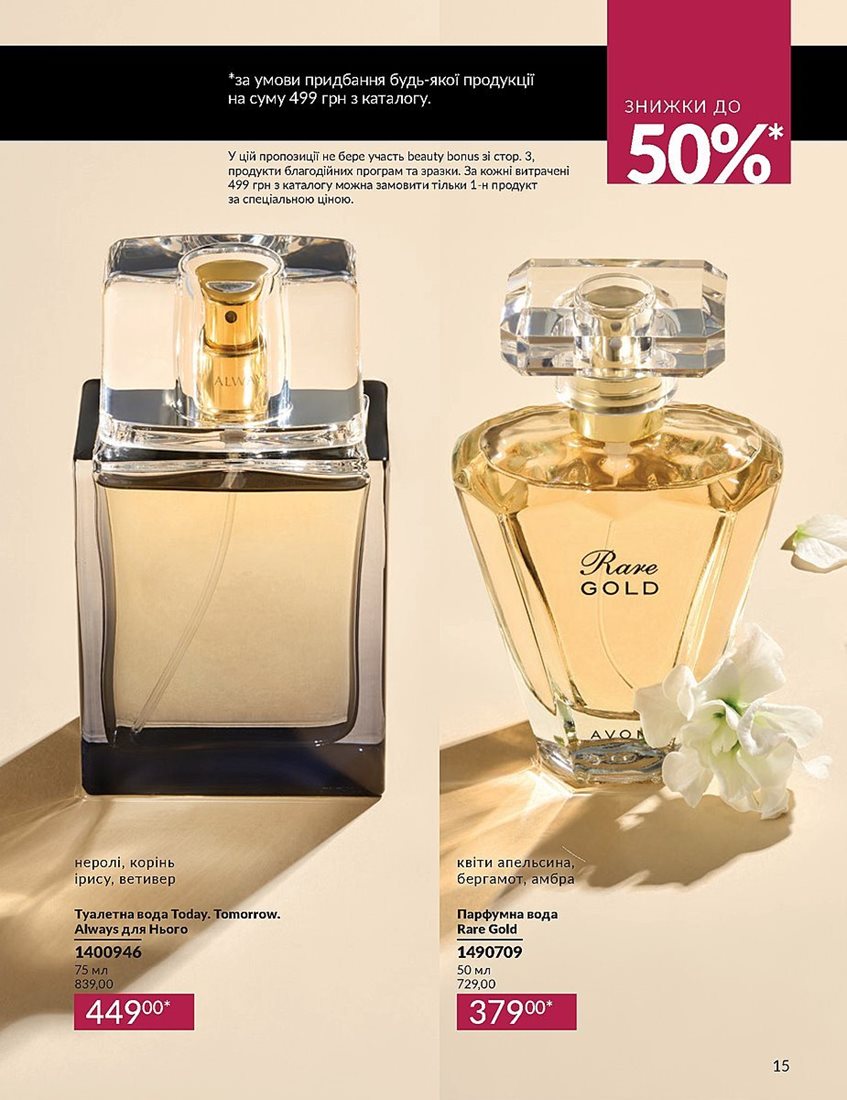 *за умови придбання будь-якої продукції
на суму 499 грн з каталогу.
ЗНИЖКИ ДО
50%*
У цій пропозиції не бере участь beauty bonus зі стор. 3,
продукти благодійних програм та зразки. За кожні витрачені
499 грн з каталогу можна замовити тільки 1-н продукт
за спеціальною ціною.
ALWA
Rare
GOLD
AVON
неролі, корінь
ірису, ветивер
Туалетна вода Today. Tomorrow.
Always для Нього
1400946
75 мл
839,00
44900*
квіти апельсина,
бергамот, амбра
Парфумна вода
Rare Gold
1490709
50 мл
729,00
37900*
15